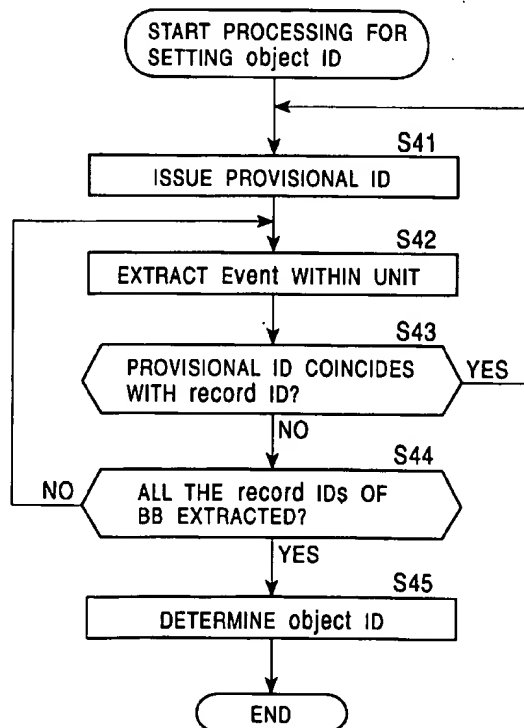 START PROCESSING FOR
SETTING object ID
S41
ISSUE PROVISIONAL ID
S42
EXTRACT Event WITHIN UNIT
S43
PROVISIONAL ID COINCIDES
WITH record ID?
YES
NO
S44
ALL THE record IDs OF
BB EXTRACTED?
NO
YES
S45
DETERMINE object ID
END